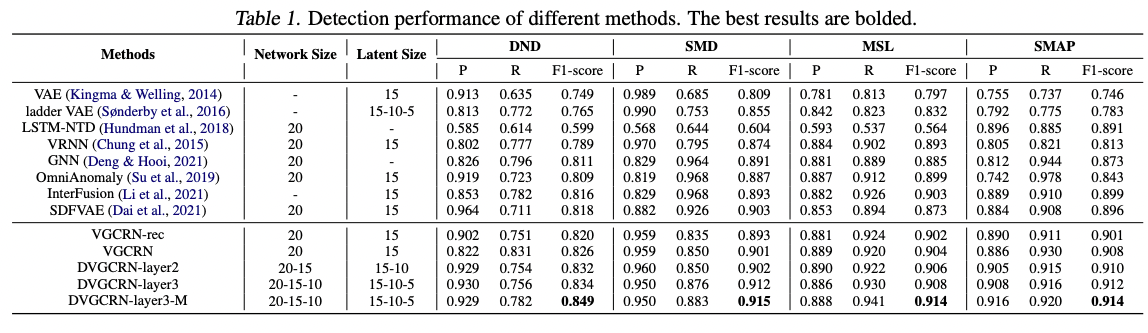 Table 1. Detection performance of different methods. The best results are bolded.
Methods Network Size Latent Size DND SMD MSL SMAP
P R F1-score P R F1-score P R F1-score P R F1-score
VAE (Kingma & Welling, 2014) - 15 0.913 0.635 0.749 0.989 0.685 0.809 0.781 0.813 0.797 0.755 0.737 0.746
ladder VAE (Sønderby et al., 2016) - 15-10-5 0.813 0.772 0.765 0.990 0.753 0.855 0.842 0.823 0.832 0.792 0.775 0.783
LSTM-NTD (Hundman et al., 2018) 20 - 0.585 0.614 0.599 0.568 0.644 0.604 0.593 0.537 0.564 0.896 0.885 0.891
VRNN (Chung et al., 2015) 20 15 0.802 0.777 0.789 0.970 0.795 0.874 0.884 0.902 0.893 0.805 0.821 0.813
GNN (Deng & Hooi, 2021) 20 - 0.826 0.796 0.811 0.829 0.964 0.891 0.881 0.889 0.885 0.812 0.944 0.873
OmniAnomaly (Su et al., 2019) 20 15 0.919 0.723 0.809 0.819 0.968 0.887 0.887 0.912 0.899 0.742 0.978 0.843
InterFusion (Li et al., 2021) - 15 0.853 0.782 0.816 0.829 0.968 0.893 0.882 0.926 0.903 0.889 0.910 0.899
SDFVAE (Dai et al., 2021) 20 15 0.964 0.711 0.818 0.882 0.926 0.903 0.853 0.894 0.873 0.884 0.908 0.896
VGCRN-rec 20 15 0.902 0.751 0.820 0.959 0.835 0.893 0.881 0.924 0.902 0.890 0.911 0.901
VGCRN 20 15 0.822 0.831 0.826 0.959 0.850 0.901 0.889 0.920 0.904 0.886 0.930 0.908
DVGCRN-layer2 20-15 15-10 0.929 0.754 0.832 0.960 0.850 0.902 0.890 0.922 0.906 0.905 0.915 0.910
DVGCRN-layer3 20-15-10 15-10-5 0.930 0.756 0.834 0.950 0.876 0.912 0.886 0.930 0.908 0.908 0.916 0.912
DVGCRN-layer3-M 20-15-10 15-10-5 0.929 0.782 0.849 0.950 0.883 0.915 0.888 0.941 0.914 0.916 0.920 0.914